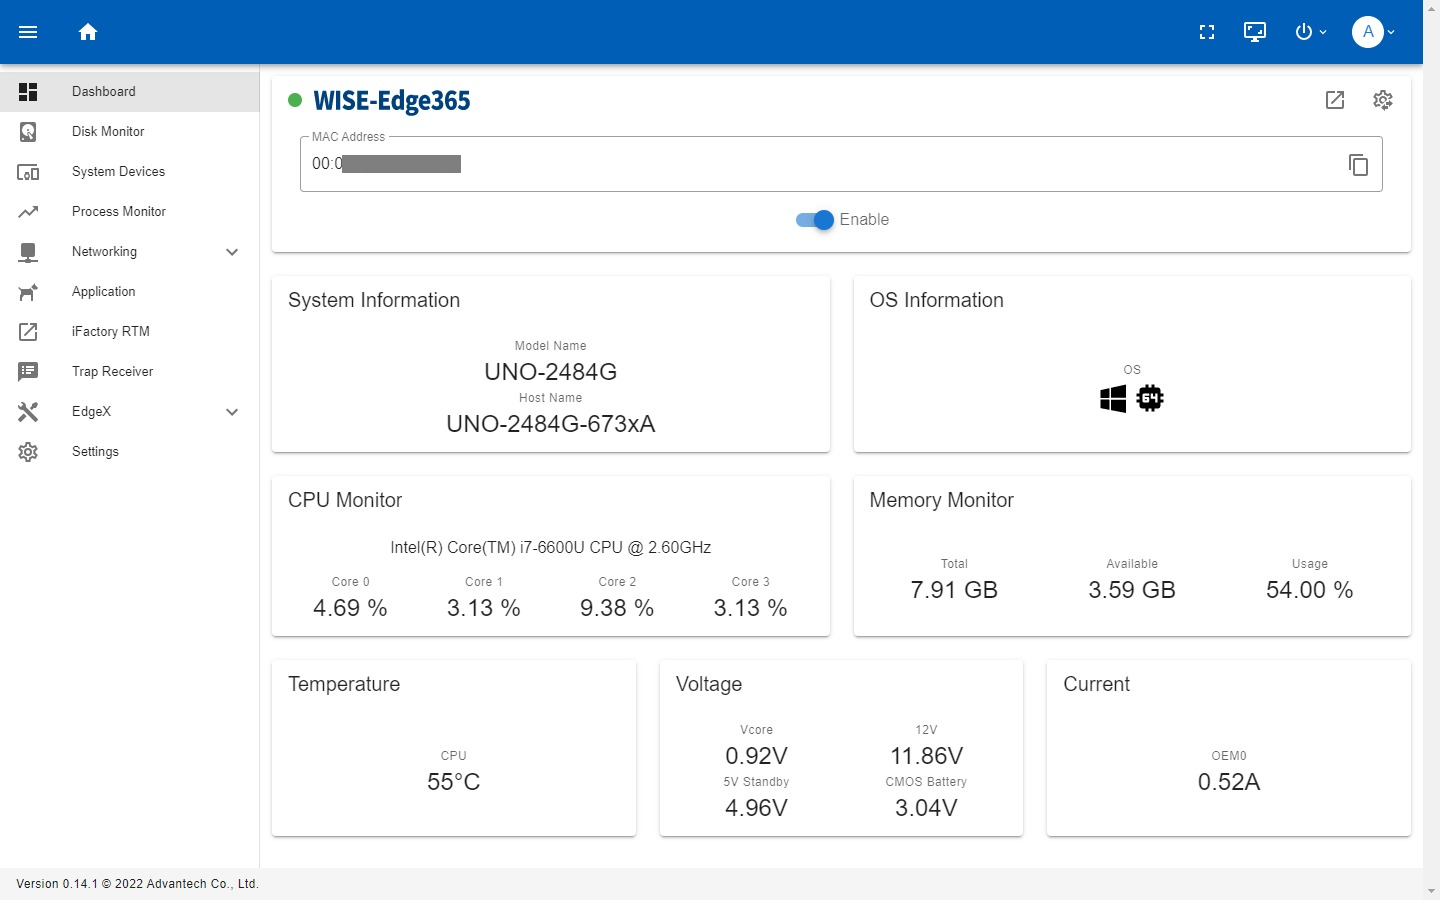 A
Dashboard
Disk Monitor
System Devices
Process Monitor
Networking
Application
iFactory RTM
Trap Receiver
EdgeX
Settings
WISE-Edge365
MAC Address
00:0
Enable
System Information
Model Name
UNO-2484G
Host Name
UNO-2484G-673xA
OS Information
OS
64
CPU Monitor
Intel(R) Core(TM) i7-6600U CPU @ 2.60GHz
Core 0 Core 1 Core 2 Core 3
4.69 % 3.13 % 9.38 % 3.13 %
Memory Monitor
Total Available Usage
7.91 GB 3.59 GB 54.00 %
Temperature
CPU
55°C
Voltage
Vcore 12V
0.92V 11.86V
5V Standby CMOS Battery
4.96V 3.04V
Current
OEM0
0.52A
Version 0.14.1 © 2022 Advantech Co., Ltd.